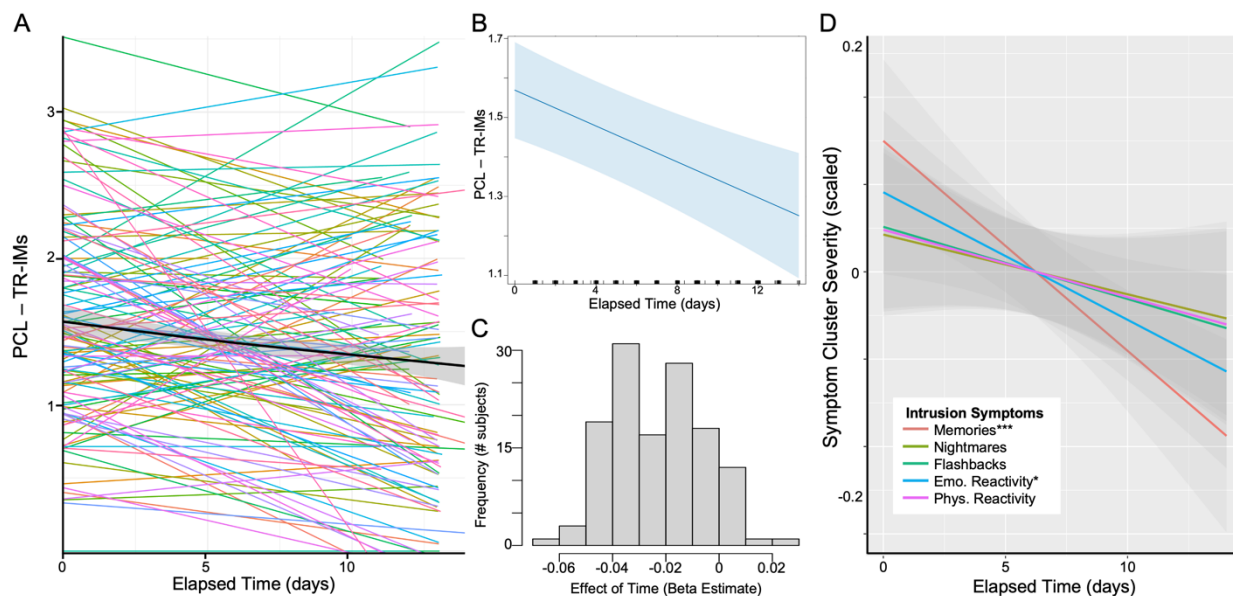 A
PCL – TR-IMs
3
2
1
0
5
10
Elapsed Time (days)
B
PCL – TR-IMs
1.7
1.5
1.3
1.1
0
2
4
6
8
10
12
Elapsed Time (days)
C
Frequency (# subjects)
30
15
0
-0.06
-0.04
-0.02
0
0.02
Effect of Time (Beta Estimate)
D
Symptom Cluster Severity (scaled)
0.2
0
-0.2
Intrusion Symptoms
Memories***
Nightmares
Flashbacks
Emo. Reactivity*
Phys. Reactivity
0
5
10
Elapsed Time (days)